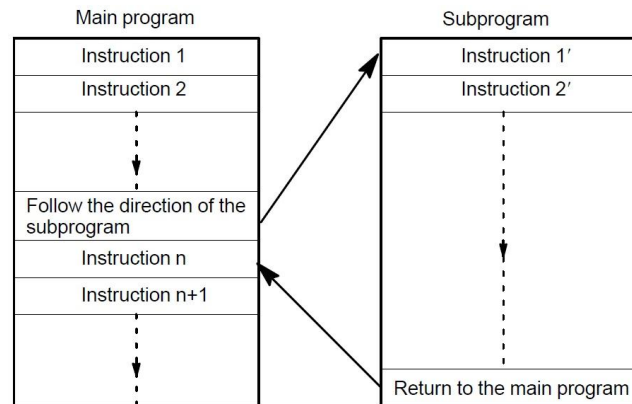 Main program
Instruction 1
Instruction 2
Follow the direction of the
subprogram
Instruction n
Instruction n+1
Subprogram
Instruction 1′
Instruction 2′
Return to the main program